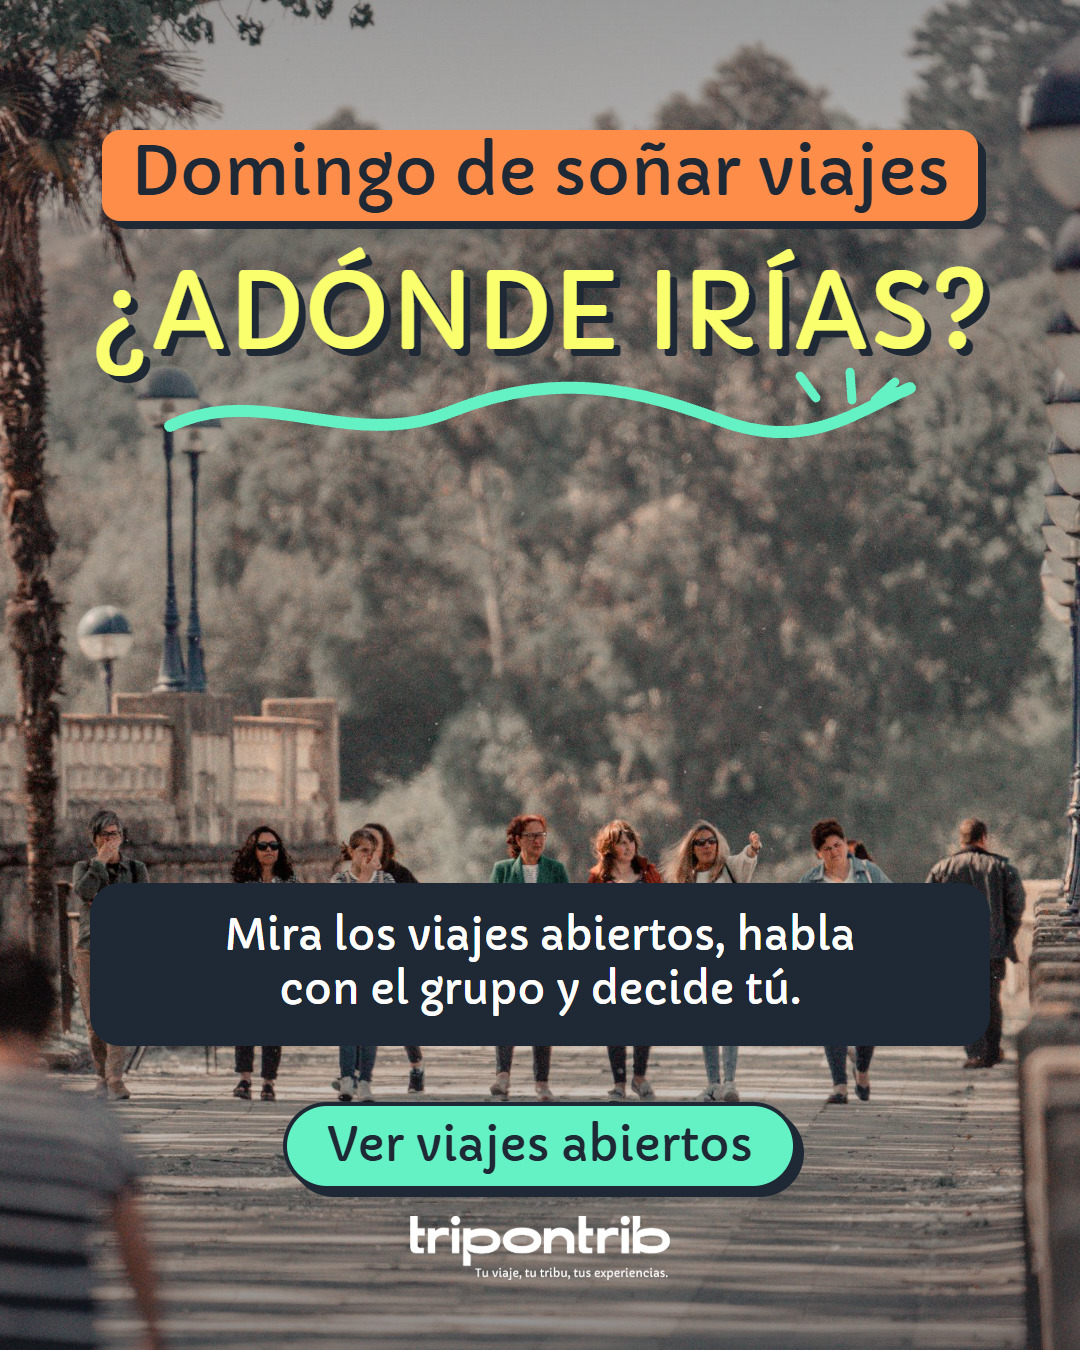 Domingo de soñar viajes
¿ADÓNDE IRÍAS?
Mira los viajes abiertos, habla
con el grupo y decide tú.
Ver viajes abiertos
tripontrib
Tu viaje, tu tribu, tus experiencias.